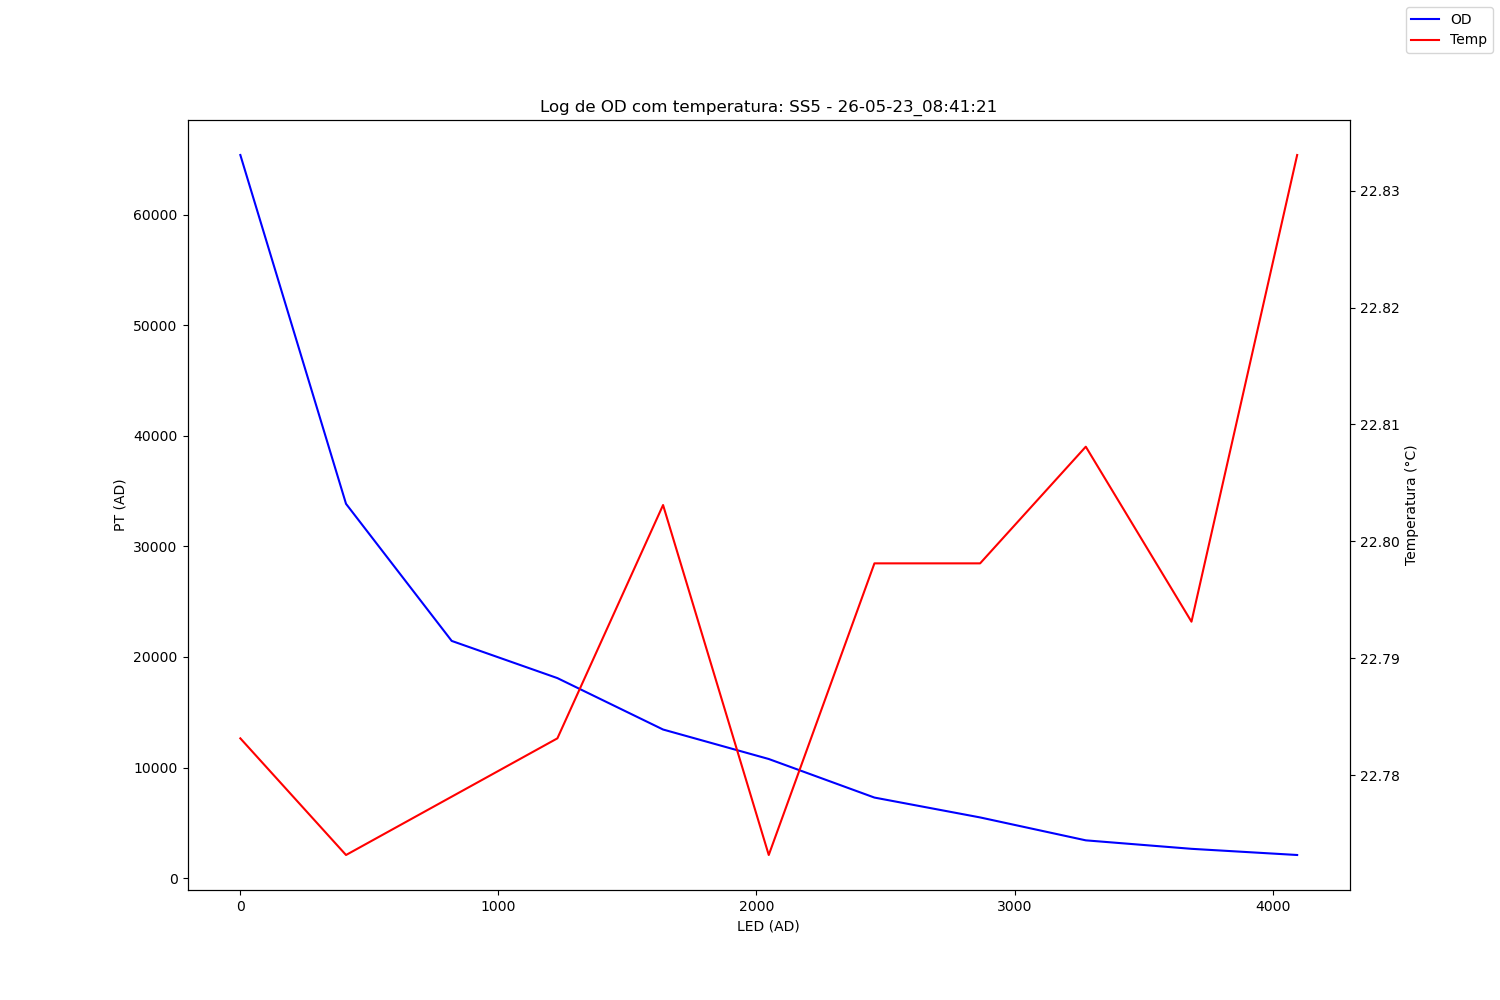 OD
Temp
Log de OD com temperatura: SS5 - 26-05-23_08:41:21
60000
50000
40000
30000
20000
10000
0
PT (AD)
22.83
22.82
22.81
22.80
22.79
22.78
Temperatura (°C)
0 1000 2000 3000 4000
LED (AD)